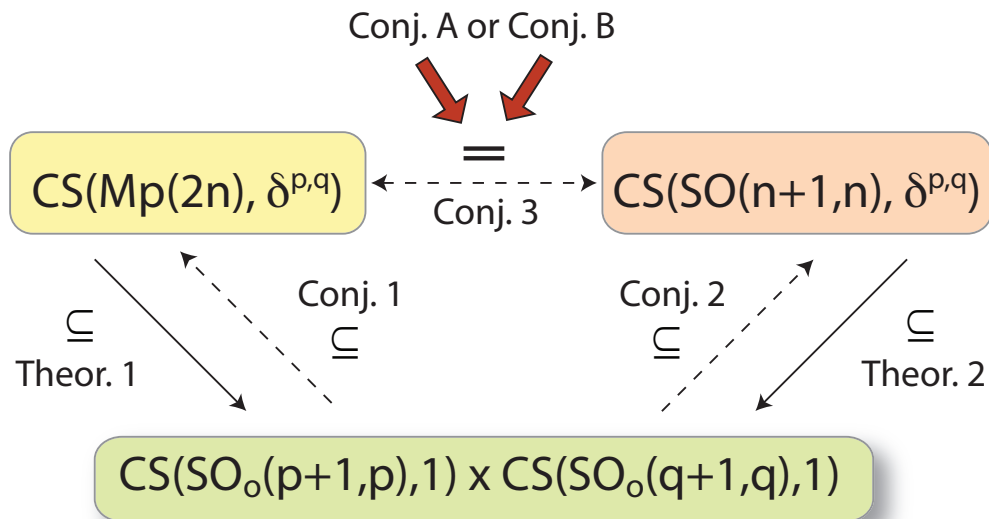 Conj. A or Conj. B
=
CS(Mp(2n), δ^{p,q})
CS(SO(n+1,n), δ^{p,q})
Conj. 3
Conj. 1
Conj. 2
⊆
⊆
⊆
⊆
Theor. 1
Theor. 2
CS(SO_o(p+1,p),1) x CS(SO_o(q+1,q),1)